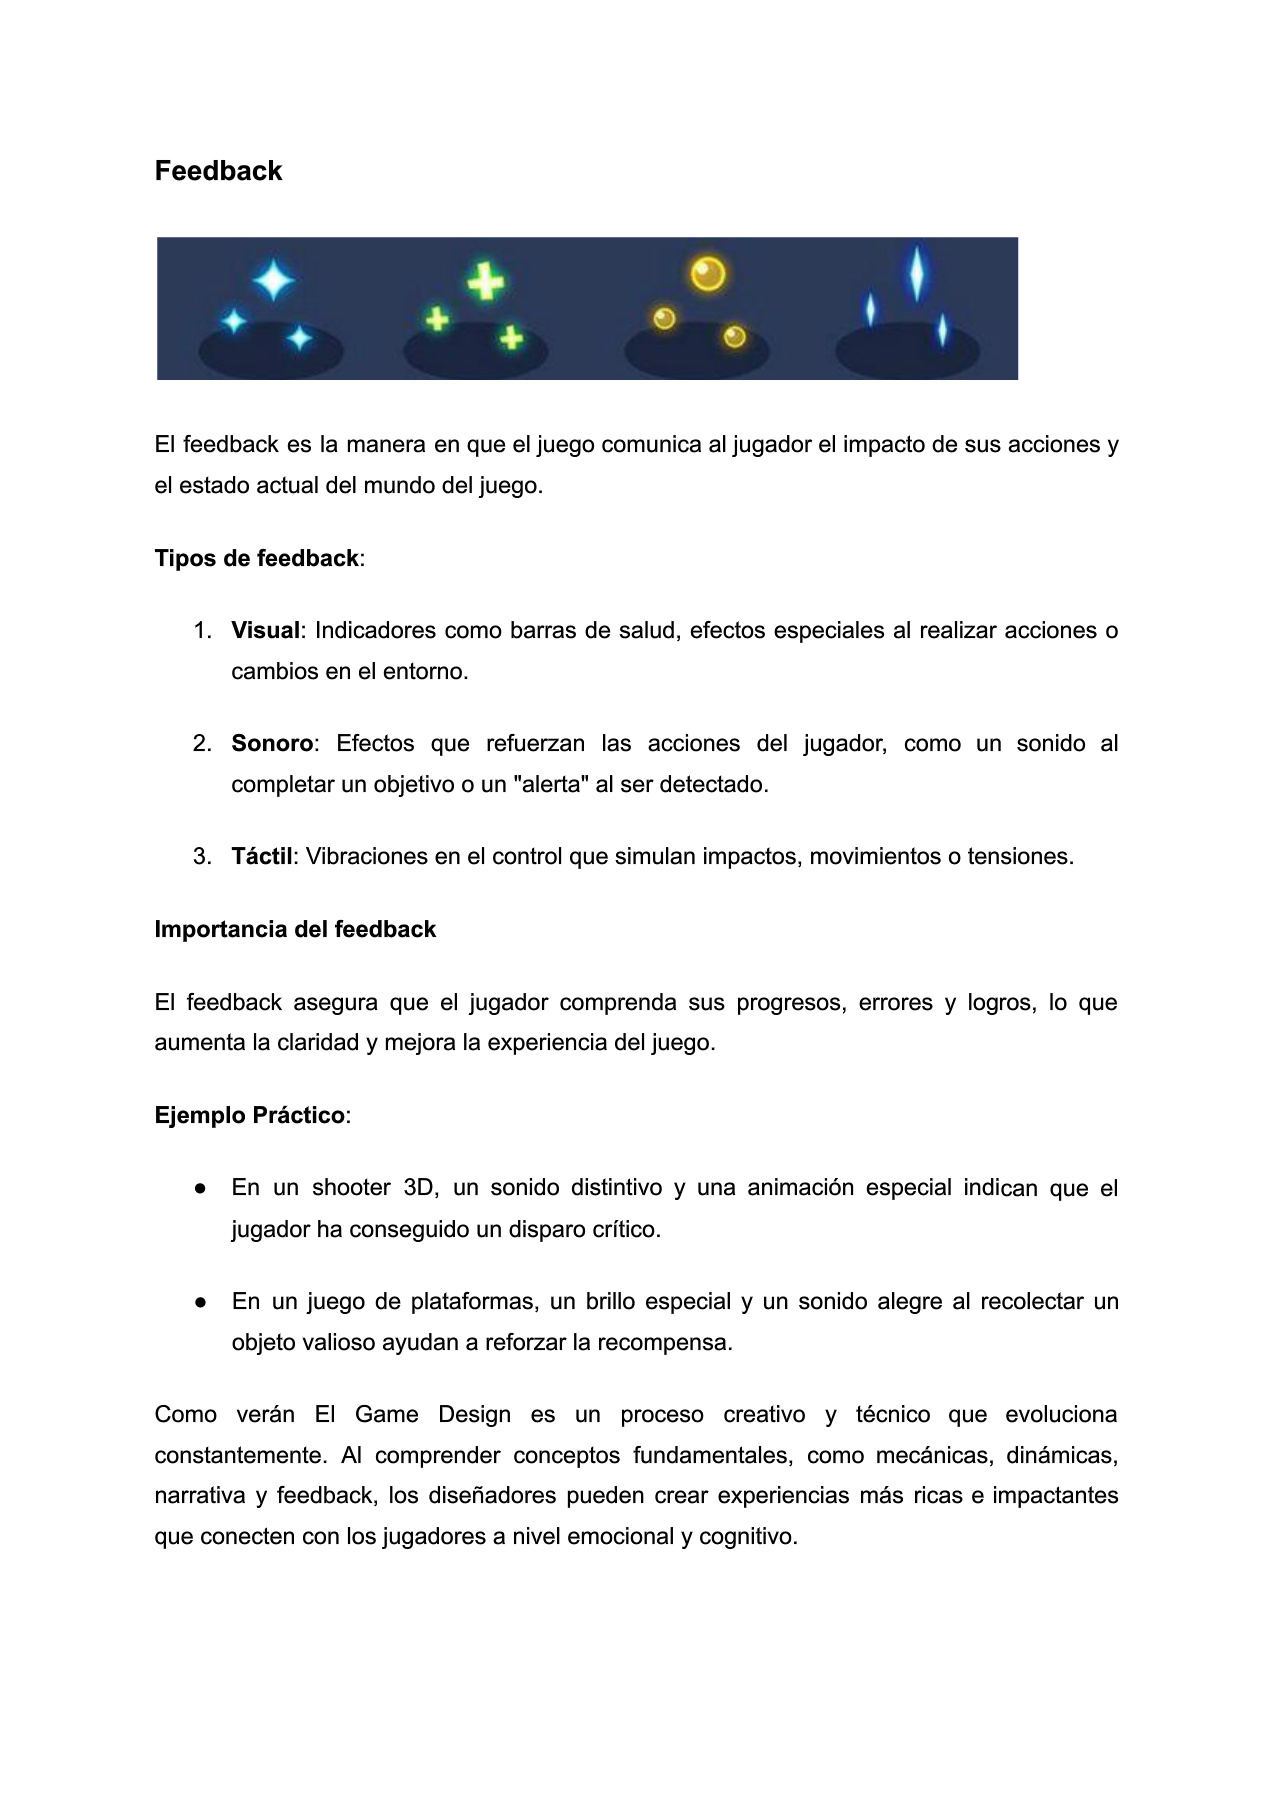 Feedback
El feedback es la manera en que el juego comunica al jugador el impacto de sus acciones y
el estado actual del mundo del juego.
Tipos de feedback:
1. Visual: Indicadores como barras de salud, efectos especiales al realizar acciones o
cambios en el entorno.
2. Sonoro: Efectos que refuerzan las acciones del jugador, como un sonido al
completar un objetivo o un "alerta" al ser detectado.
3. Táctil: Vibraciones en el control que simulan impactos, movimientos o tensiones.
Importancia del feedback
El feedback asegura que el jugador comprenda sus progresos, errores y logros, lo que
aumenta la claridad y mejora la experiencia del juego.
Ejemplo Práctico:
● En un shooter 3D, un sonido distintivo y una animación especial indican que el
jugador ha conseguido un disparo crítico.
● En un juego de plataformas, un brillo especial y un sonido alegre al recolectar un
objeto valioso ayudan a reforzar la recompensa.
Como verán El Game Design es un proceso creativo y técnico que evoluciona
constantemente. Al comprender conceptos fundamentales, como mecánicas, dinámicas,
narrativa y feedback, los diseñadores pueden crear experiencias más ricas e impactantes
que conecten con los jugadores a nivel emocional y cognitivo.